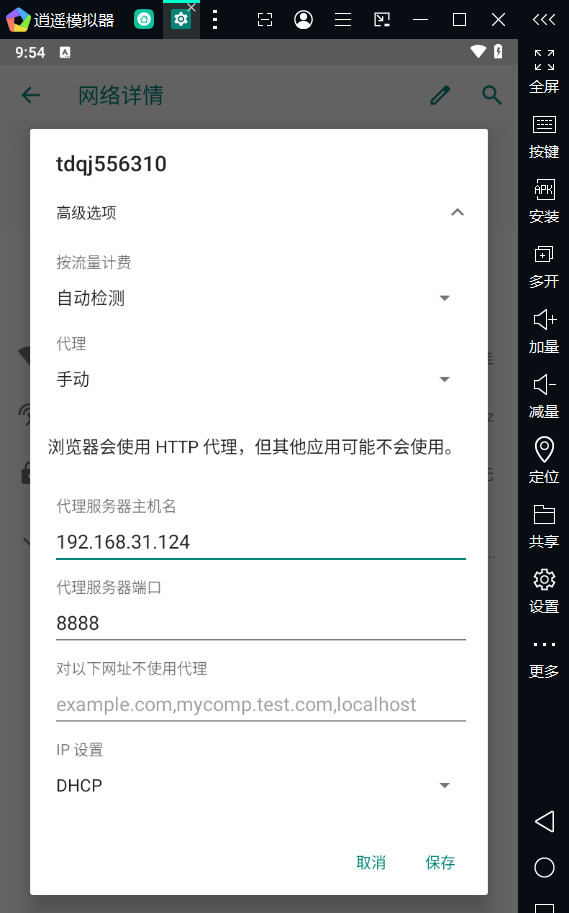 逍遥模拟器
全屏
9:54 A
网络详情
按键
tdqj556310
高级选项
安装
按流量计费
自动检测
多开
代理
加量
手动
减量
浏览器会使用 HTTP 代理，但其他应用可能不会使用。
定位
代理服务器主机名
192.168.31.124
共享
代理服务器端口
8888
设置
对以下网址不使用代理
example.com,mycomp.test.com,localhost
更多
IP 设置
DHCP
取消 保存